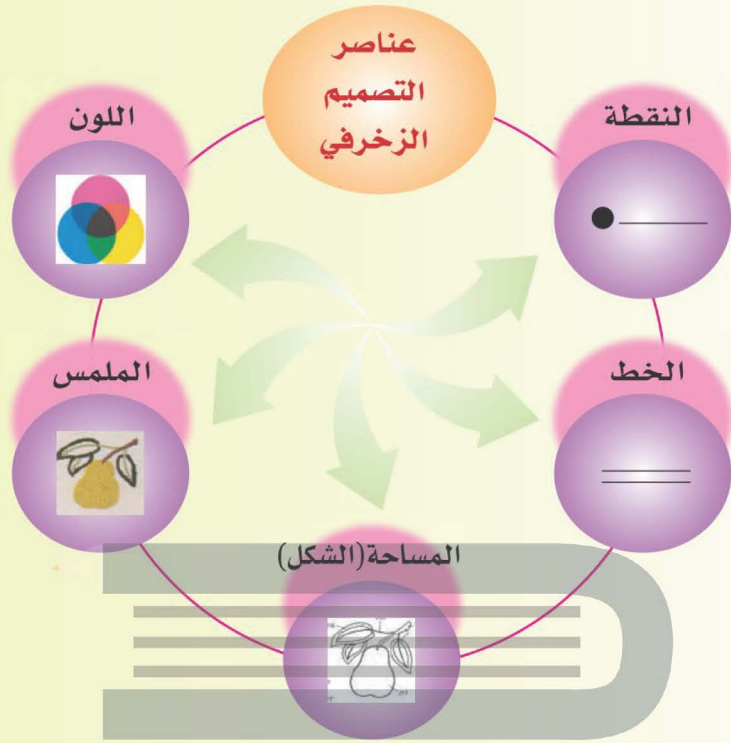 عناصر
التصميم
الزخرفي
النقطة
اللون
الخط
الملمس
المساحة(الشكل)